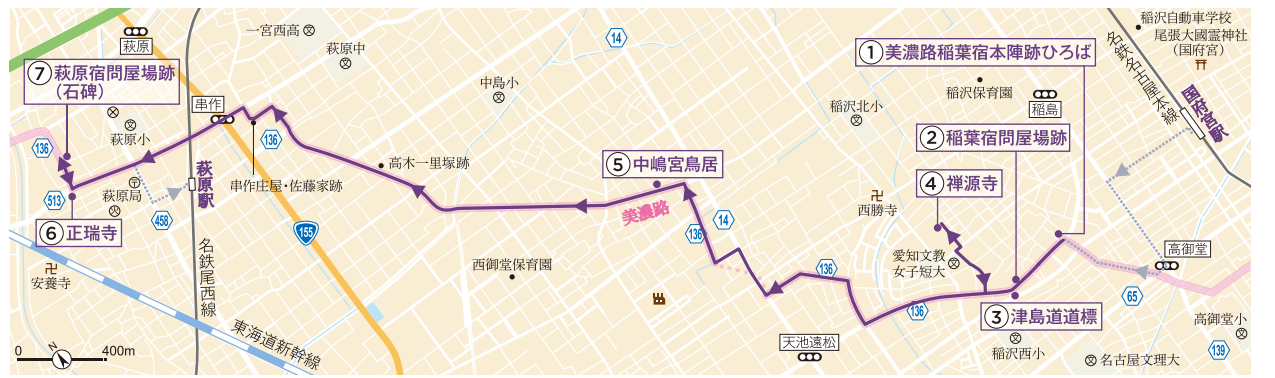 萩原
一宮西高
萩原中
14
中島小
稲沢自動車学校
尾張大國霊神社
（国府宮）
名鉄名古屋本線
国府宮駅
①美濃路稲葉宿本陣跡ひろば
稲沢保育園
稲島
稲沢北小
②稲葉宿問屋場跡
④禅源寺
西勝寺
愛知文教
女子短大
⑦萩原宿問屋場跡
（石碑）
串作
136
萩原小
136
高木一里塚跡
串作庄屋・佐藤家跡
⑤中嶋宮鳥居
美濃路
14
136
萩原駅
萩原局
513
458
⑥正瑞寺
155
名鉄尾西線
安養寺
西御堂保育園
136
136
高御堂
65
③津島道道標
稲沢西小
高御堂小
139
名古屋文理大
天池遠松
東海道新幹線
0
N
400m